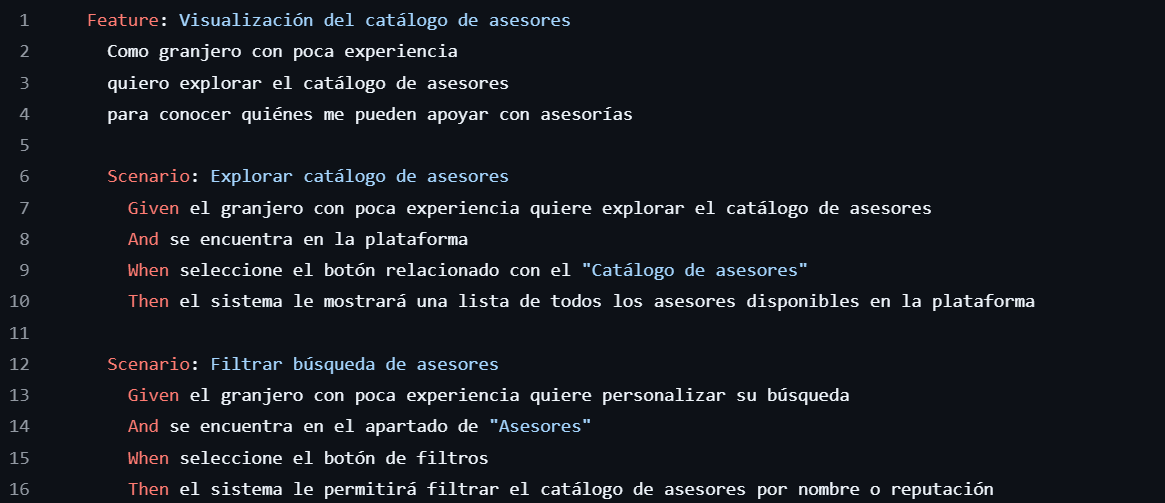 1 Feature: Visualización del catálogo de asesores
2 Como granjero con poca experiencia
3 quiero explorar el catálogo de asesores
4 para conocer quiénes me pueden apoyar con asesorías
5
6 Scenario: Explorar catálogo de asesores
7 Given el granjero con poca experiencia quiere explorar el catálogo de asesores
8 And se encuentra en la plataforma
9 When seleccione el botón relacionado con el "Catálogo de asesores"
10 Then el sistema le mostrará una lista de todos los asesores disponibles en la plataforma
11
12 Scenario: Filtrar búsqueda de asesores
13 Given el granjero con poca experiencia quiere personalizar su búsqueda
14 And se encuentra en el apartado de "Asesores"
15 When seleccione el botón de filtros
16 Then el sistema le permitirá filtrar el catálogo de asesores por nombre o reputación